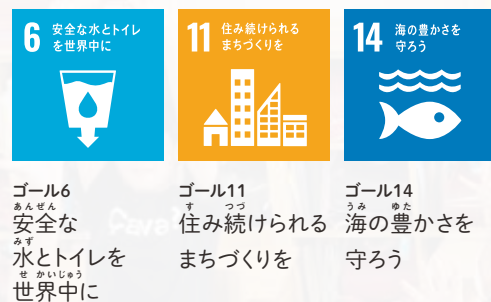 6 安全な水とトイレ
を世界中に
11 住み続けられる
まちづくりを
14 海の豊かさを
守ろう
ゴール6
あんぜん
安全な
みず
水とトイレを
せかいじゅう
世界中に
ゴール11
す つづ
住み続けられる
まちづくりを
ゴール14
うみ ゆた
海の豊かさを
守ろう